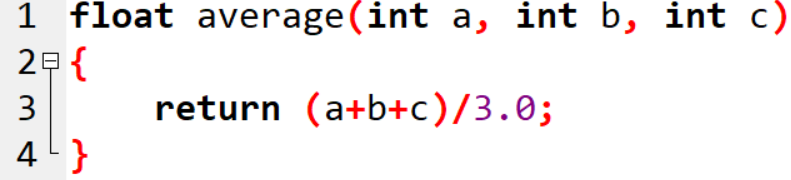 1 float average(int a, int b, int c)
2 {
3     return (a+b+c)/3.0;
4 }